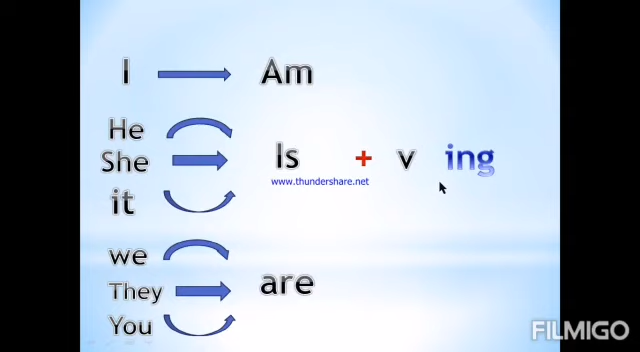 I Am
He
She Is + v ing
www.thundershare.net
it
we
They are
You
FILMIGO